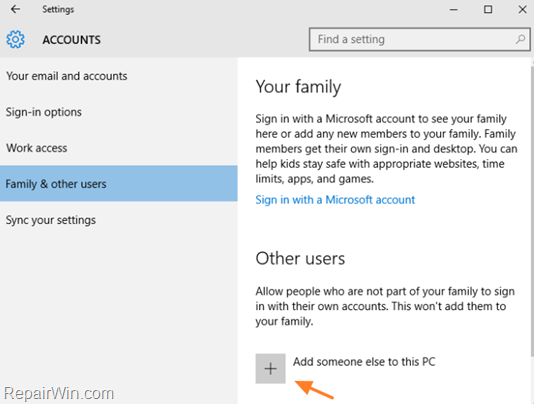 Settings
ACCOUNTS
Find a setting
Your email and accounts
Sign-in options
Work access
Family & other users
Sync your settings
Your family
Sign in with a Microsoft account to see your family
here or add any new members to your family. Family
members get their own sign-in and desktop. You can
help kids stay safe with appropriate websites, time
limits, apps, and games.
Sign in with a Microsoft account
Other users
Allow people who are not part of your family to sign
in with their own accounts. This won't add them to
your family.
Add someone else to this PC
RepairWin.com